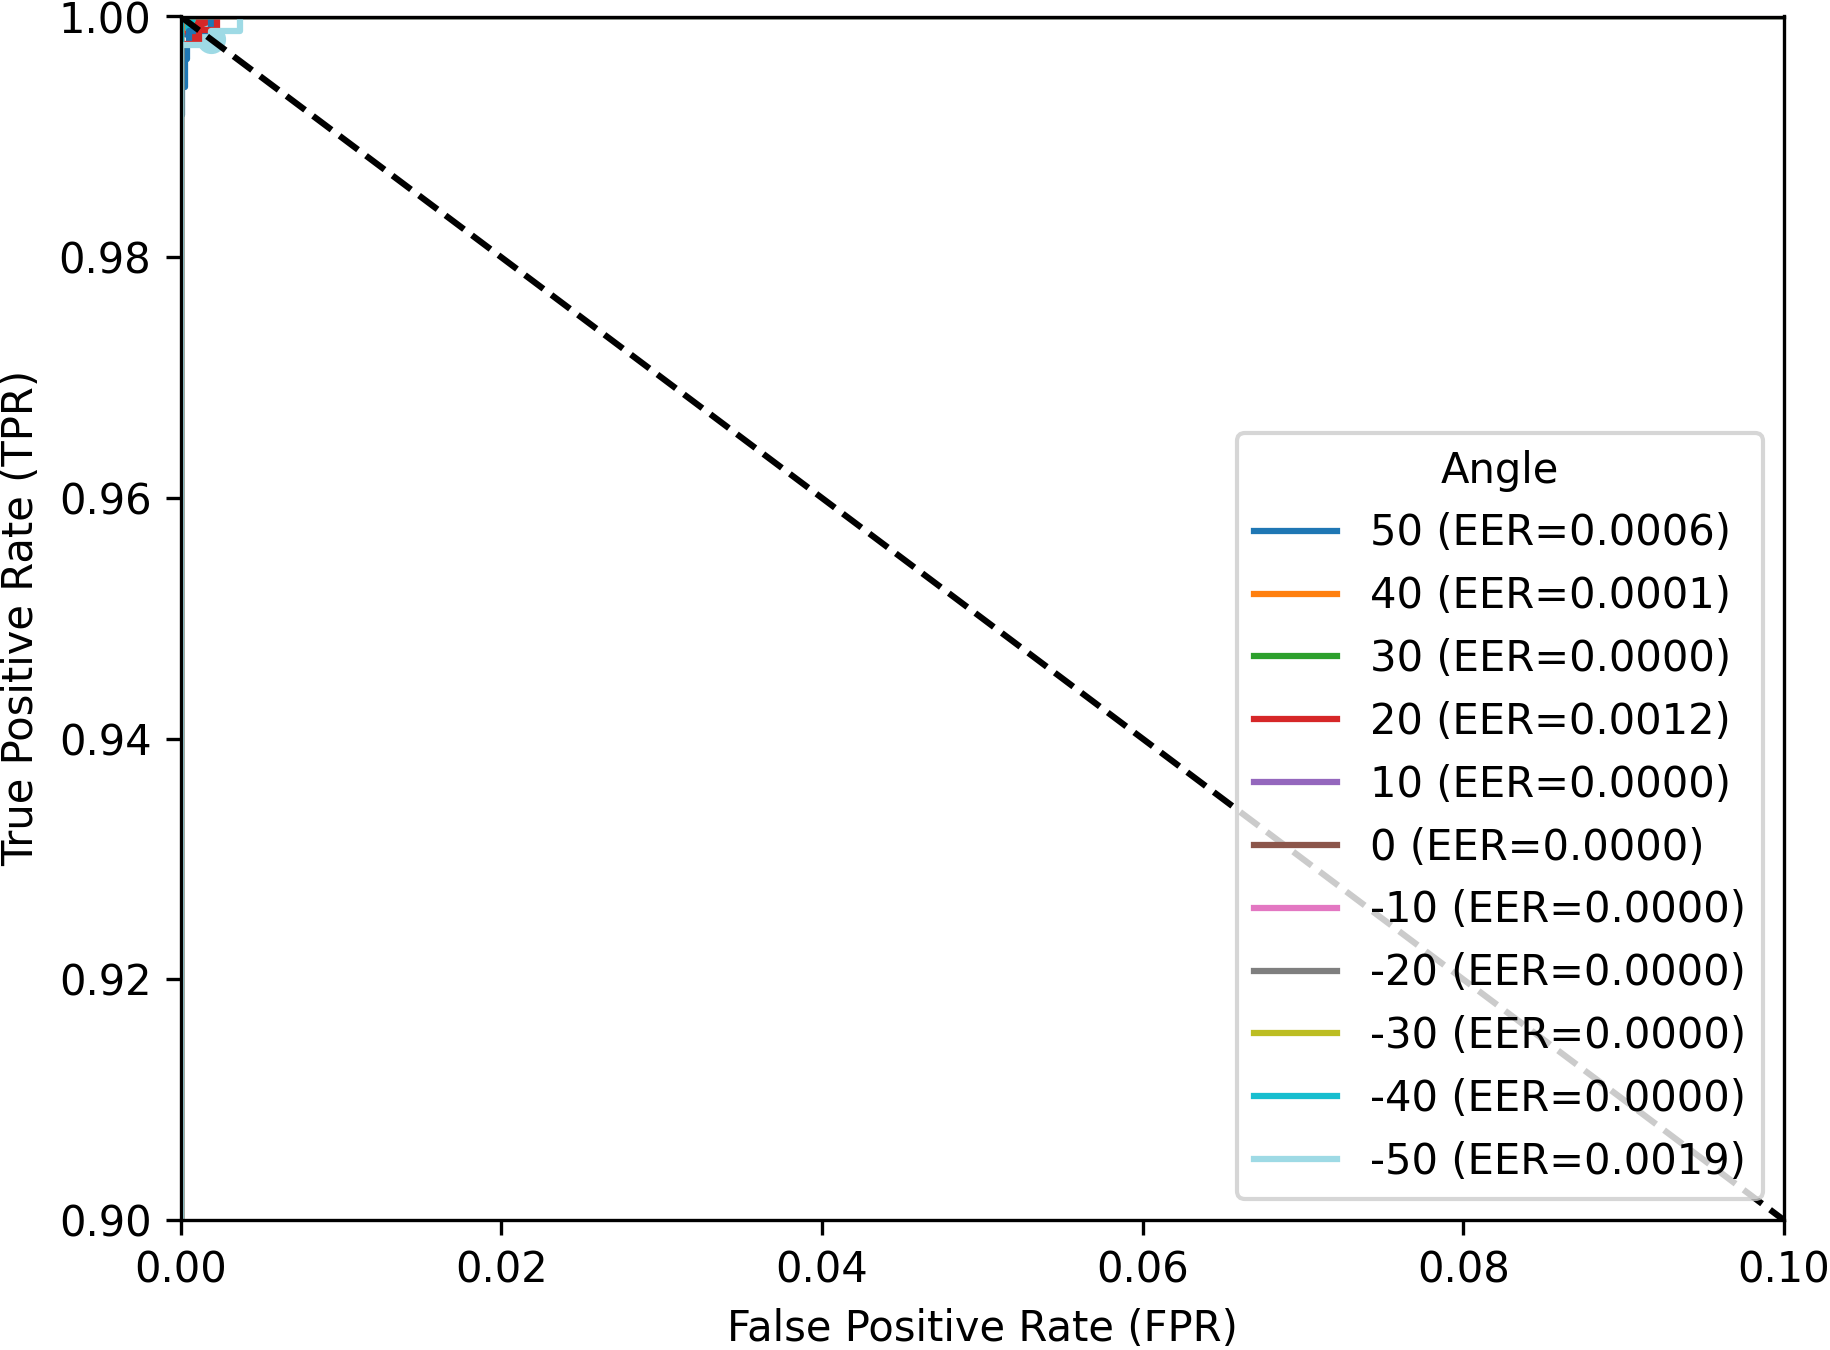 1.00
0.98
0.96
0.94
0.92
0.90
True Positive Rate (TPR)
0.00 0.02 0.04 0.06 0.08 0.10
False Positive Rate (FPR)
Angle
50 (EER=0.0006)
40 (EER=0.0001)
30 (EER=0.0000)
20 (EER=0.0012)
10 (EER=0.0000)
0 (EER=0.0000)
-10 (EER=0.0000)
-20 (EER=0.0000)
-30 (EER=0.0000)
-40 (EER=0.0000)
-50 (EER=0.0019)